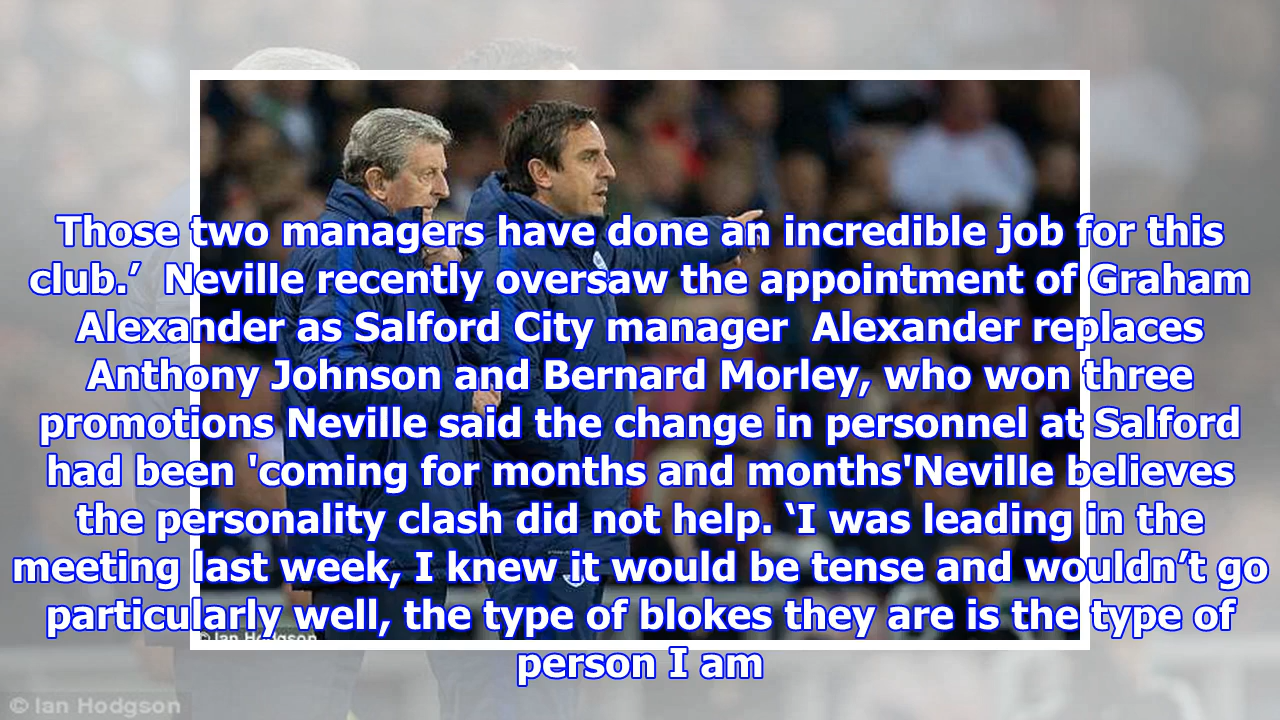 Those two managers have done an incredible job for this
club.’  Neville recently oversaw the appointment of Graham
Alexander as Salford City manager  Alexander replaces
Anthony Johnson and Bernard Morley, who won three
promotions Neville said the change in personnel at Salford
had been 'coming for months and months'Neville believes
the personality clash did not help. ‘I was leading in the
meeting last week, I knew it would be tense and wouldn’t go
particularly well, the type of blokes they are is the type of
person I am
© Ian Hodgson
© Ian Hodgson